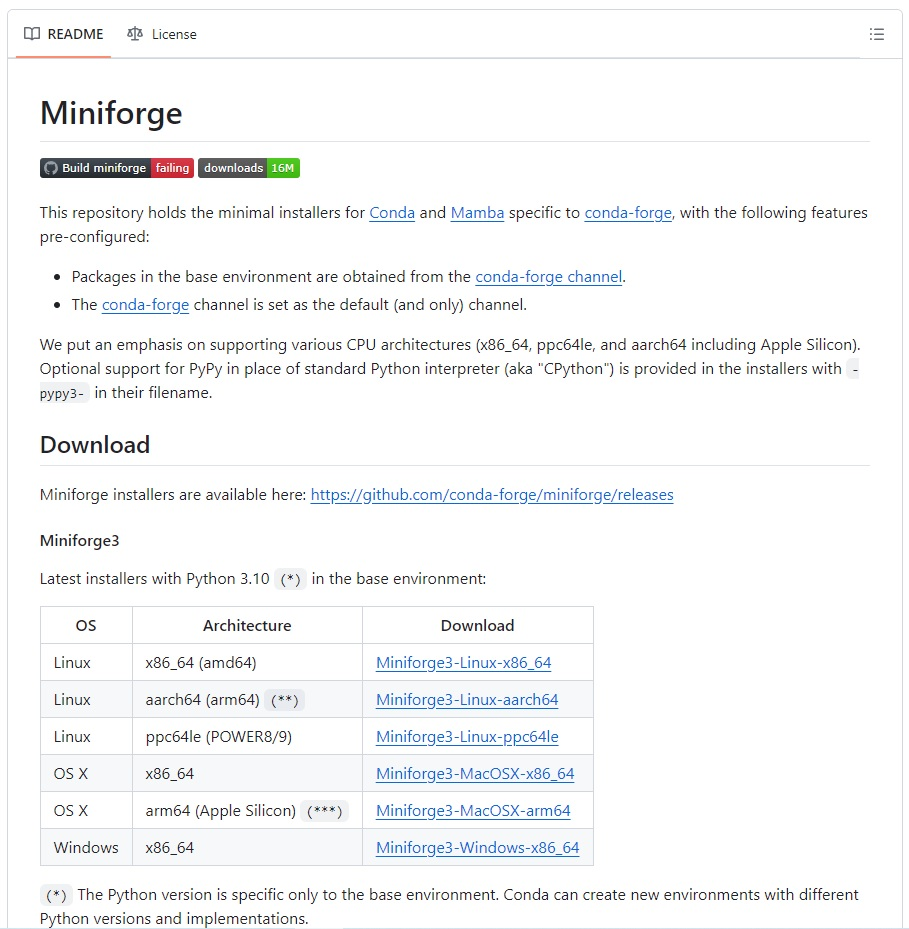 README License
Miniforge
Build miniforge failing downloads 16M
This repository holds the minimal installers for Conda and Mamba specific to conda-forge, with the following features
pre-configured:
• Packages in the base environment are obtained from the conda-forge channel.
• The conda-forge channel is set as the default (and only) channel.
We put an emphasis on supporting various CPU architectures (x86_64, ppc64le, and aarch64 including Apple Silicon).
Optional support for PyPy in place of standard Python interpreter (aka "CPython") is provided in the installers with -
pypy3- in their filename.
Download
Miniforge installers are available here: https://github.com/conda-forge/miniforge/releases
Miniforge3
Latest installers with Python 3.10 (*) in the base environment:
OS Architecture Download
Linux x86_64 (amd64) Miniforge3-Linux-x86_64
Linux aarch64 (arm64) (**) Miniforge3-Linux-aarch64
Linux ppc64le (POWER8/9) Miniforge3-Linux-ppc64le
OS X x86_64 Miniforge3-MacOSX-x86_64
OS X arm64 (Apple Silicon) (***) Miniforge3-MacOSX-arm64
Windows x86_64 Miniforge3-Windows-x86_64
(*) The Python version is specific only to the base environment. Conda can create new environments with different
Python versions and implementations.